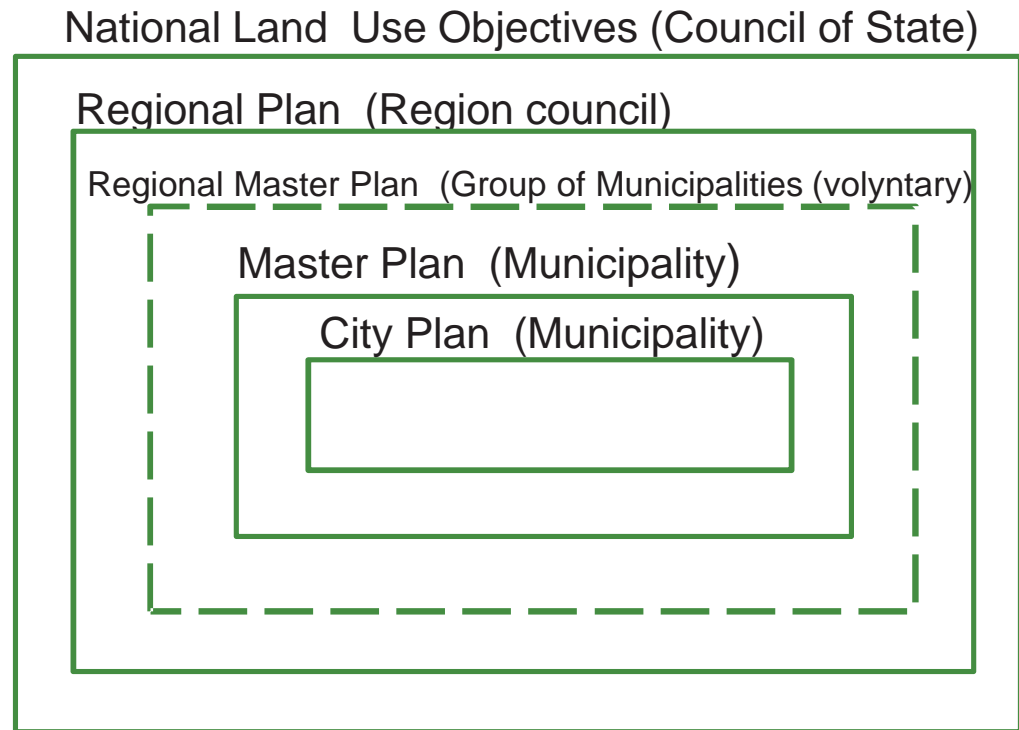 National Land Use Objectives (Council of State)
Regional Plan (Region council)
Regional Master Plan (Group of Municipalities (volyntary)
Master Plan (Municipality)
City Plan (Municipality)